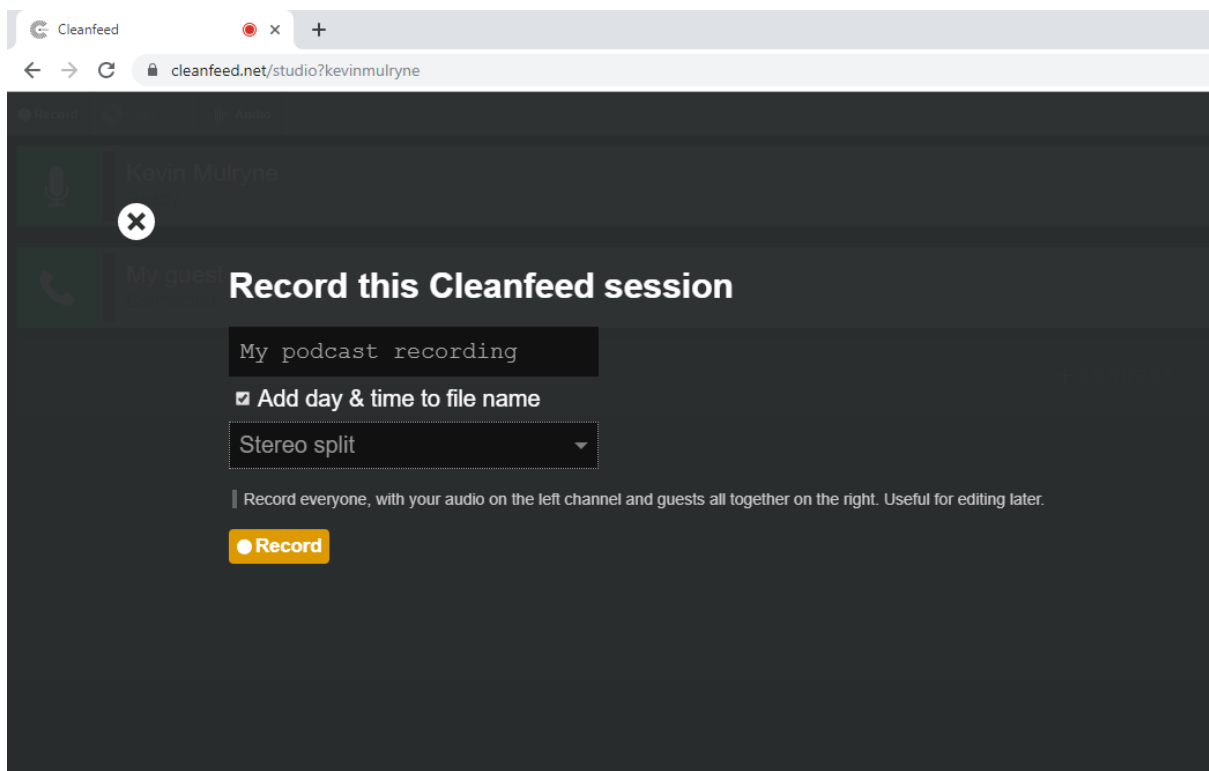 Cleanfeed
cleanfeed.net/studio?kevinmulryne
Record
Audio
Kevin Mulryne
My guest
Record this Cleanfeed session
My podcast recording
Add day & time to file name
Stereo split
Record everyone, with your audio on the left channel and guests all together on the right. Useful for editing later.
Record